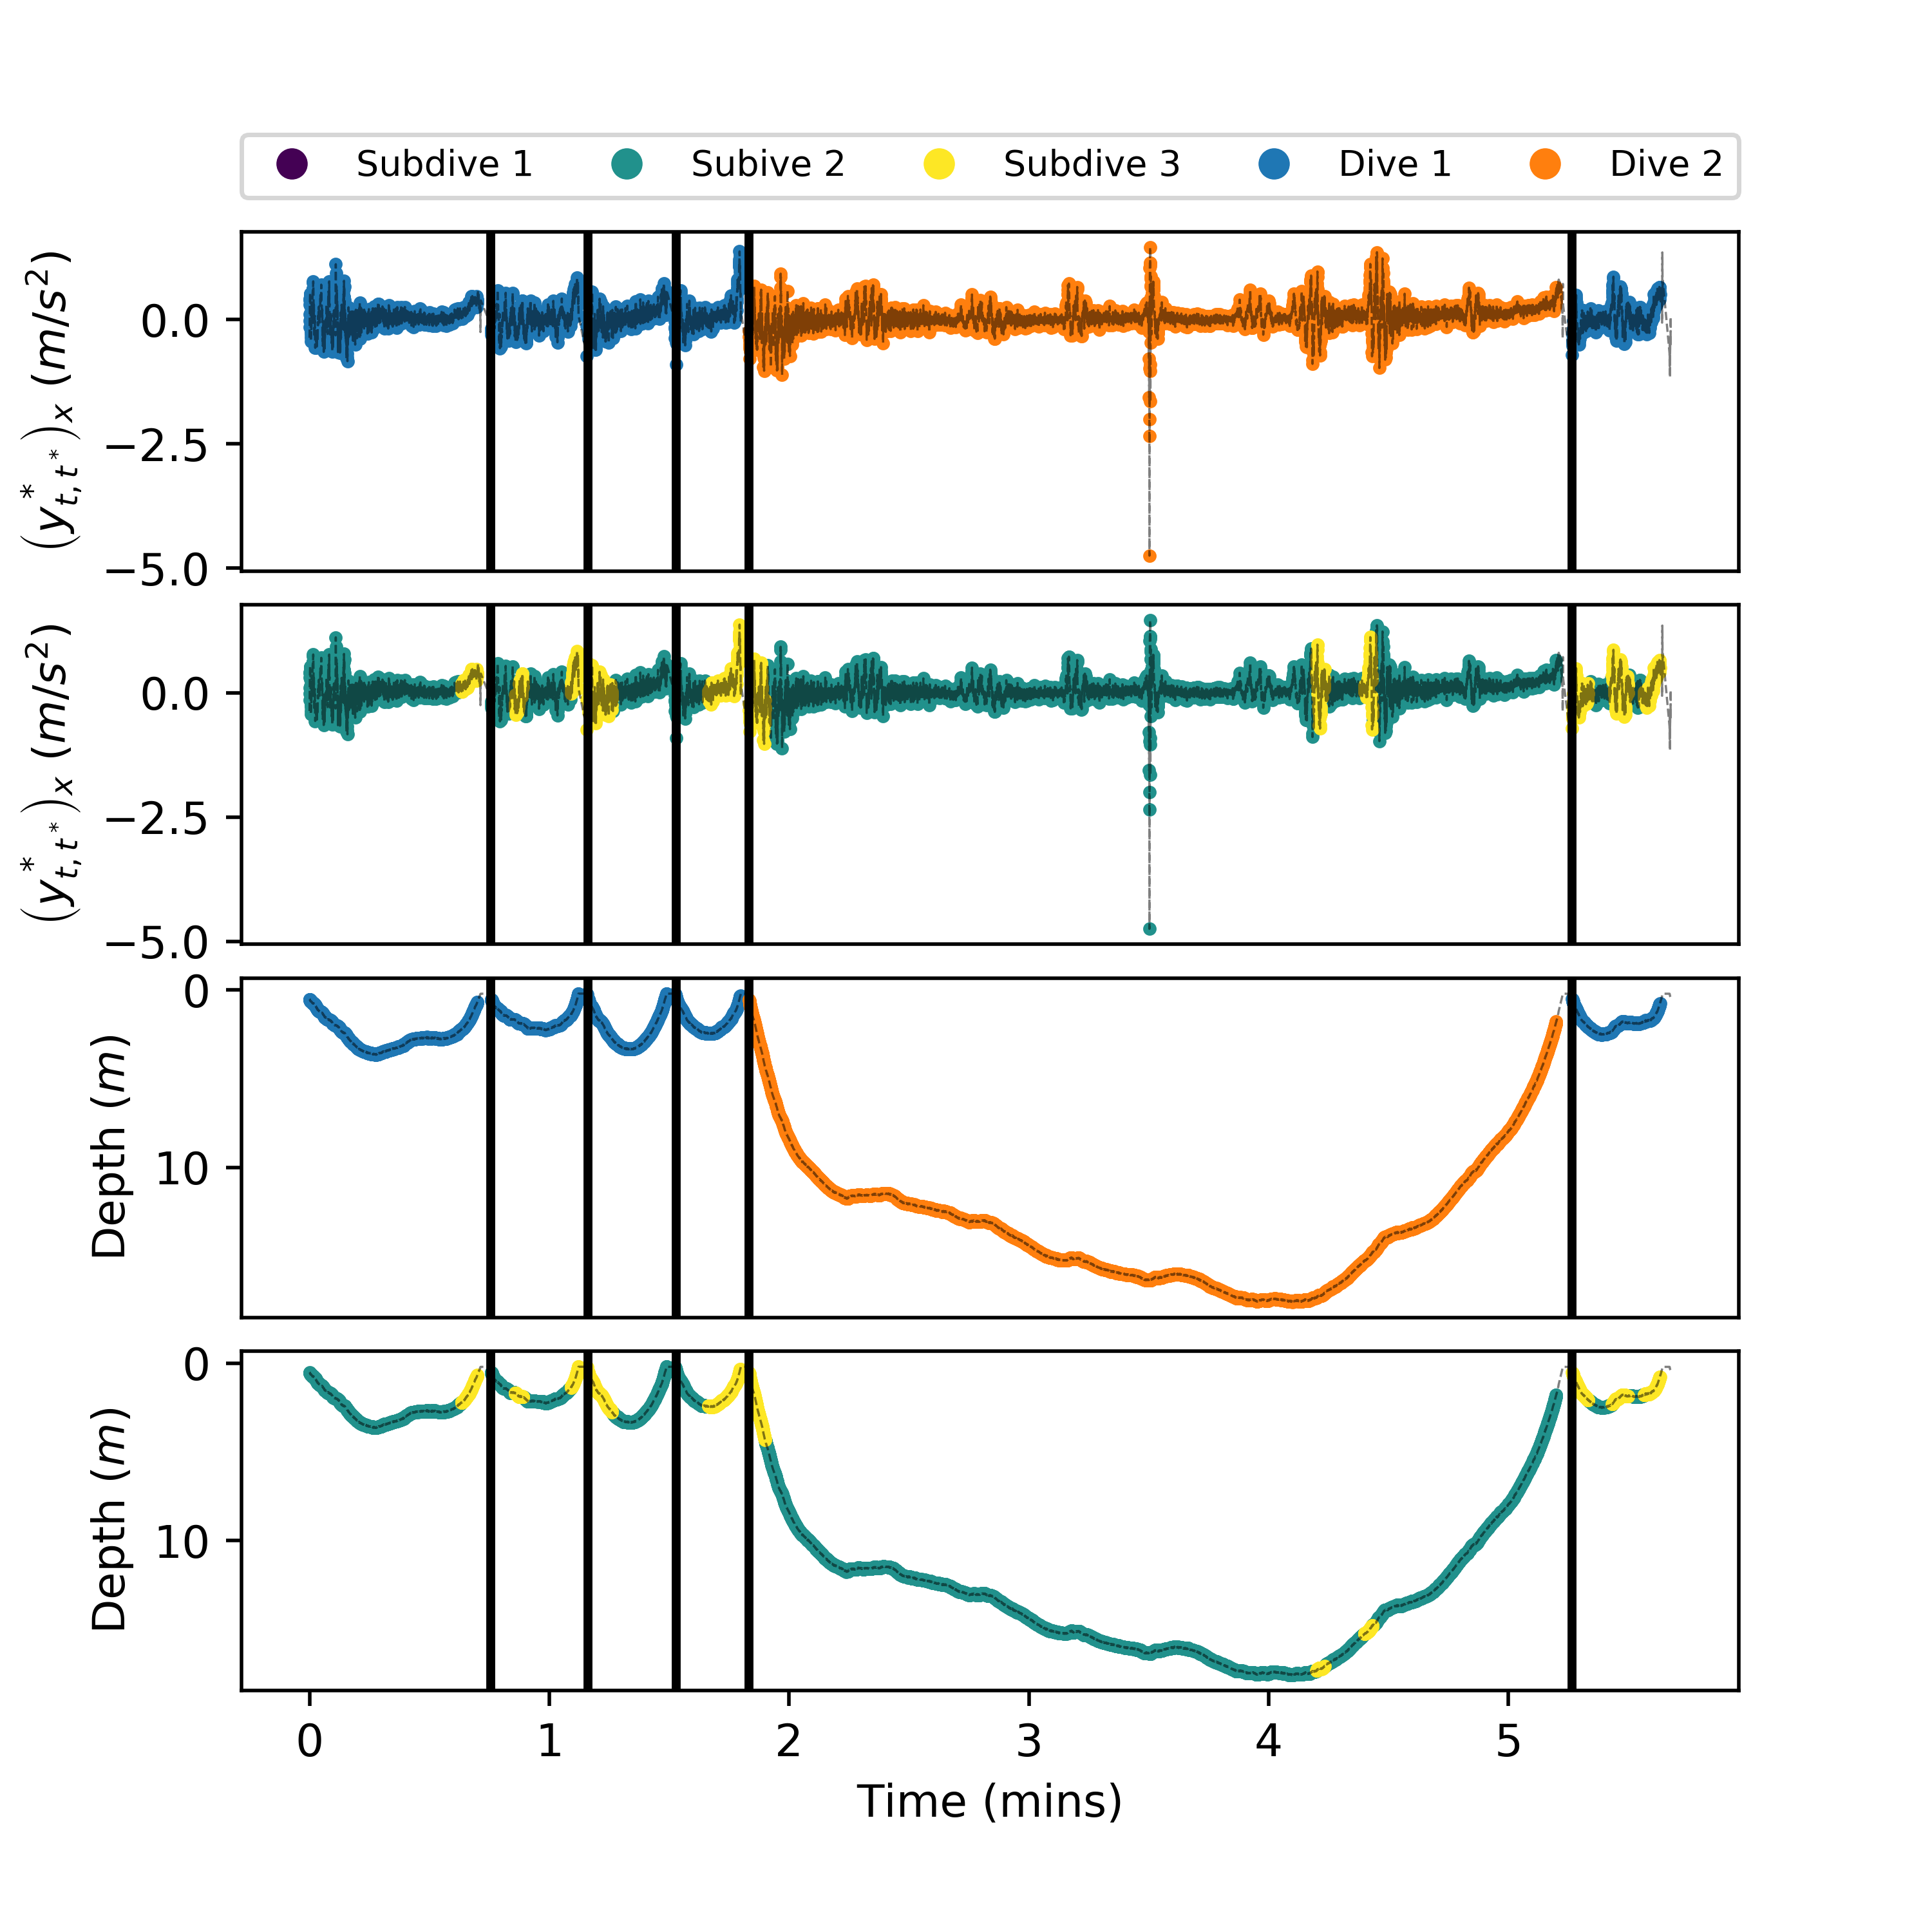 Subdive 1 Subive 2 Subdive 3 Dive 1 Dive 2
(y*_{t,t*})_x (m/s²)
0.0
−2.5
−5.0
(y*_{t,t*})_x (m/s²)
0.0
−2.5
−5.0
Depth (m)
0
10
Depth (m)
0
10
0 1 2 3 4 5
Time (mins)